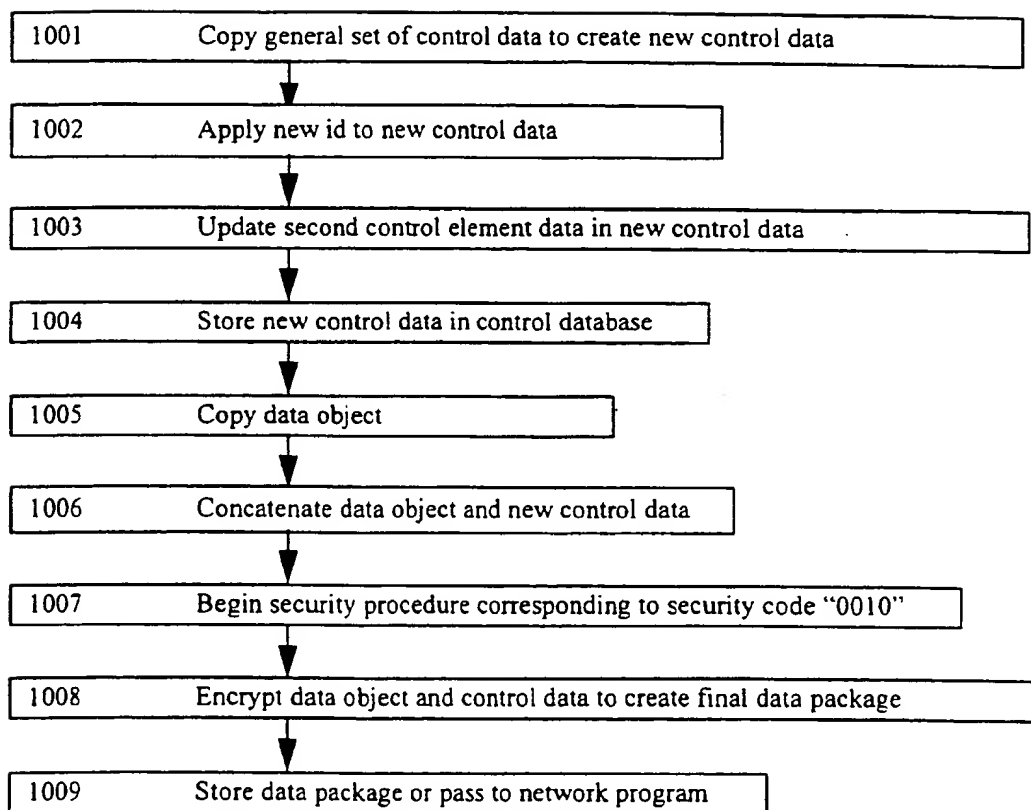 1001 Copy general set of control data to create new control data
1002 Apply new id to new control data
1003 Update second control element data in new control data
1004 Store new control data in control database
1005 Copy data object
1006 Concatenate data object and new control data
1007 Begin security procedure corresponding to security code “0010”
1008 Encrypt data object and control data to create final data package
1009 Store data package or pass to network program